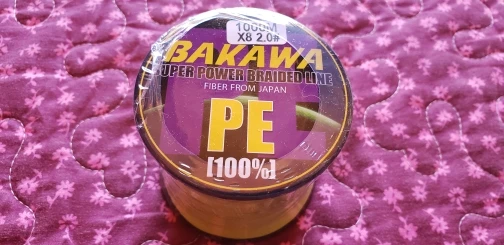 1000M
X8 2.0#
BAKAWA
SUPER POWER BRAIDED LINE
FIBER FROM JAPAN
PE
[100%]